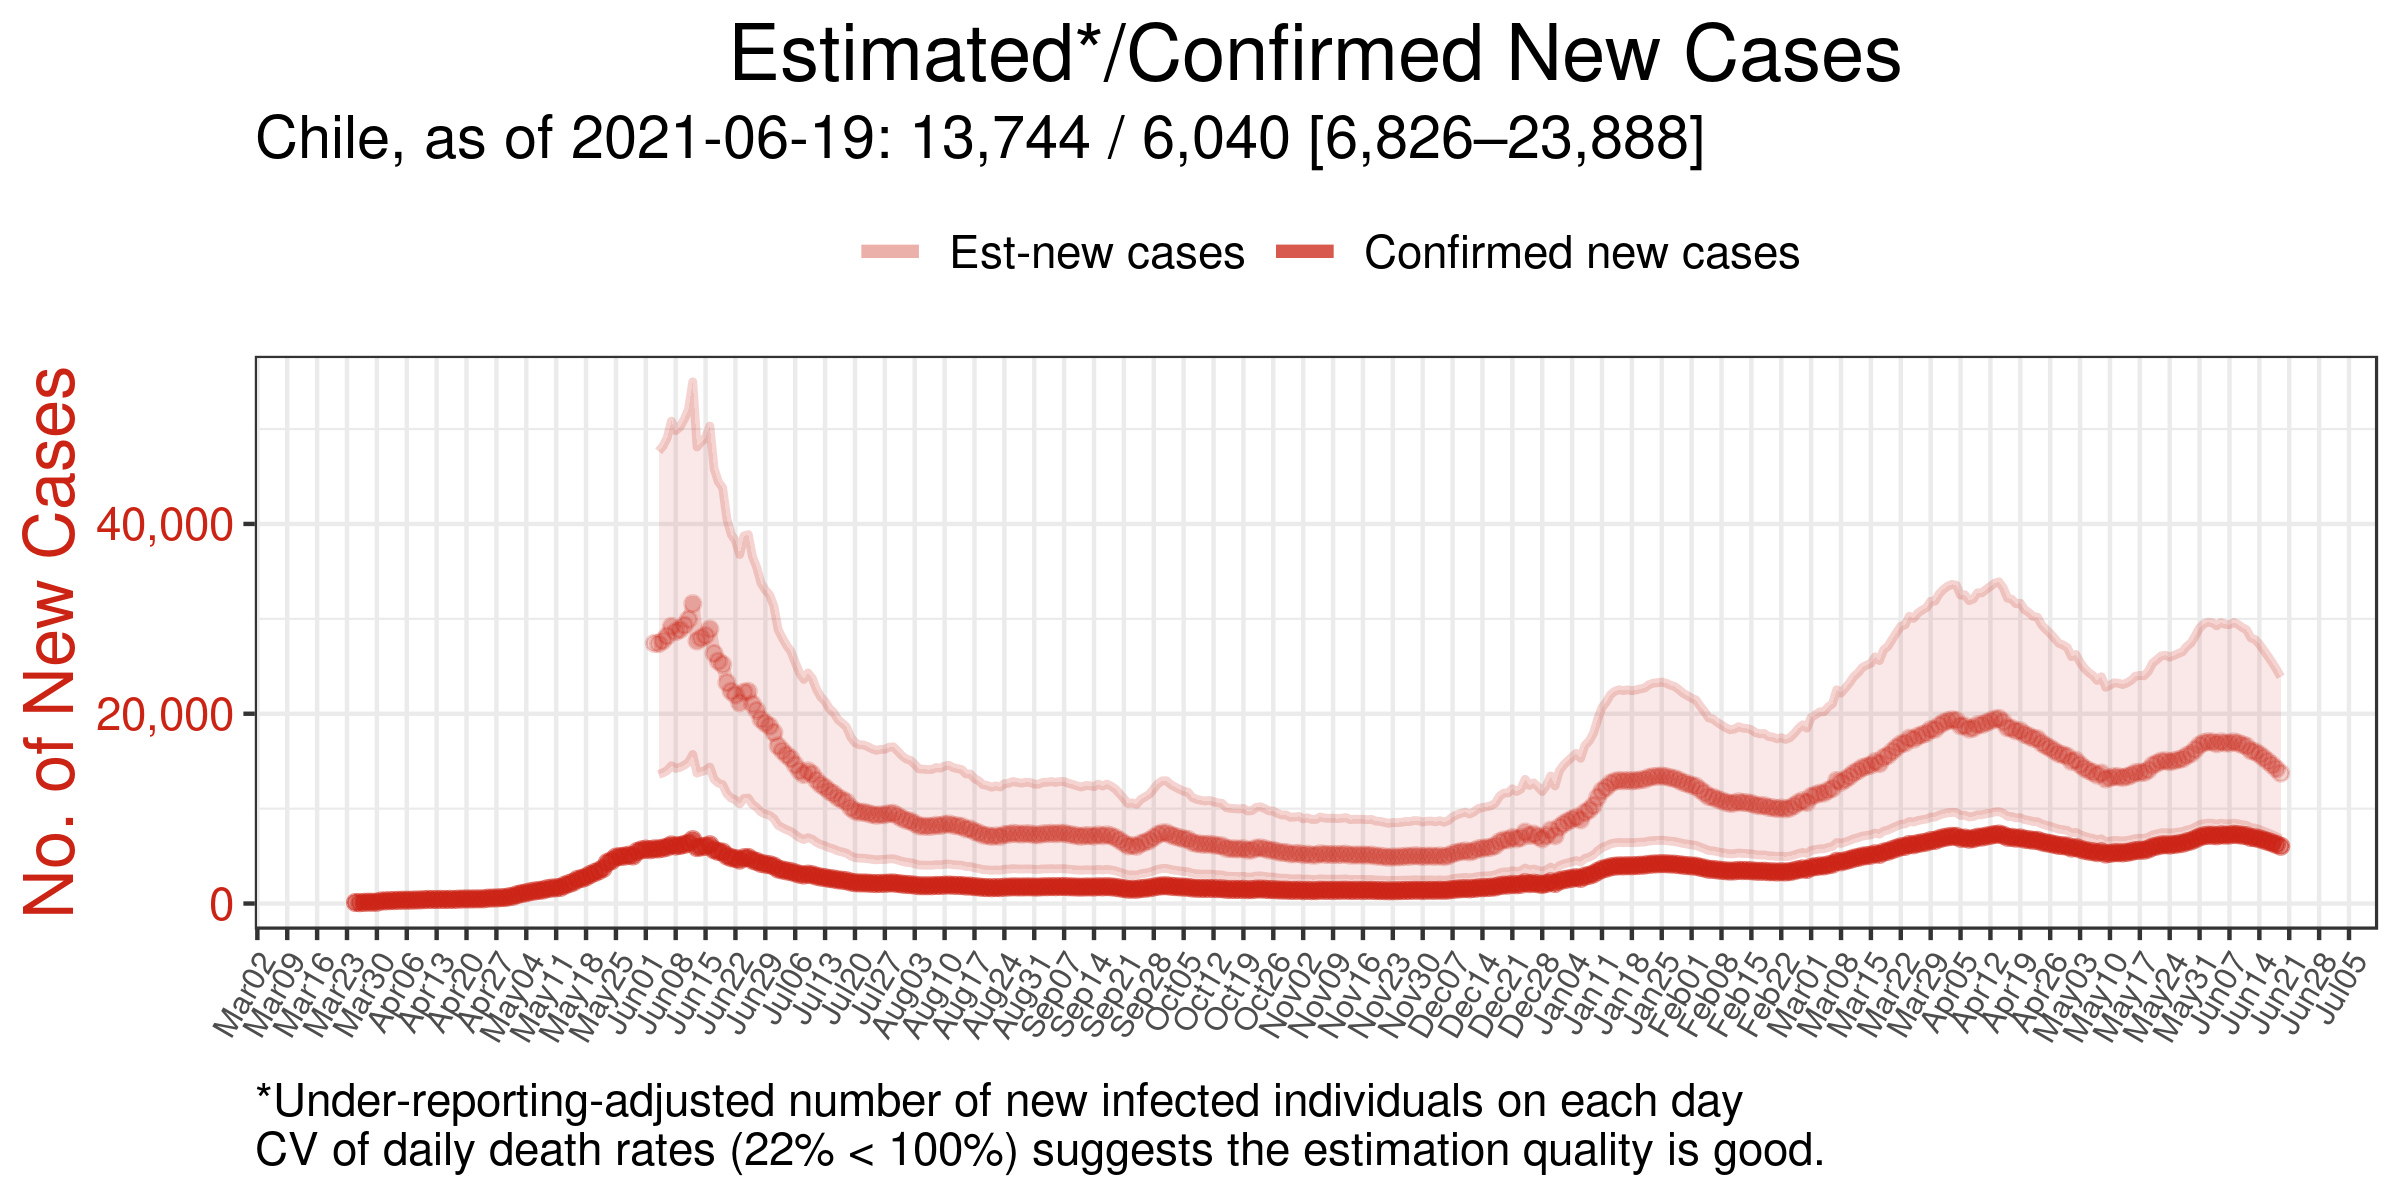 Estimated*/Confirmed New Cases
Chile, as of 2021-06-19: 13,744 / 6,040 [6,826–23,888]
Est-new cases Confirmed new cases
No. of New Cases
40,000
20,000
0
Mar02 Mar09 Mar16 Mar23 Mar30 Apr06 Apr13 Apr20 Apr27 May04 May11 May18 May25 Jun01 Jun08 Jun15 Jun22 Jun29 Jul06 Jul13 Jul20 Jul27 Aug03 Aug10 Aug17 Aug24 Aug31 Sep07 Sep14 Sep21 Sep28 Oct05 Oct12 Oct19 Oct26 Nov02 Nov09 Nov16 Nov23 Nov30 Dec07 Dec14 Dec21 Dec28 Jan04 Jan11 Jan18 Jan25 Feb01 Feb08 Feb15 Feb22 Mar01 Mar08 Mar15 Mar22 Mar29 Apr05 Apr12 Apr19 Apr26 May03 May10 May17 May24 May31 Jun07 Jun14 Jun21 Jun28 Jul05
*Under-reporting-adjusted number of new infected individuals on each day
CV of daily death rates (22% < 100%) suggests the estimation quality is good.